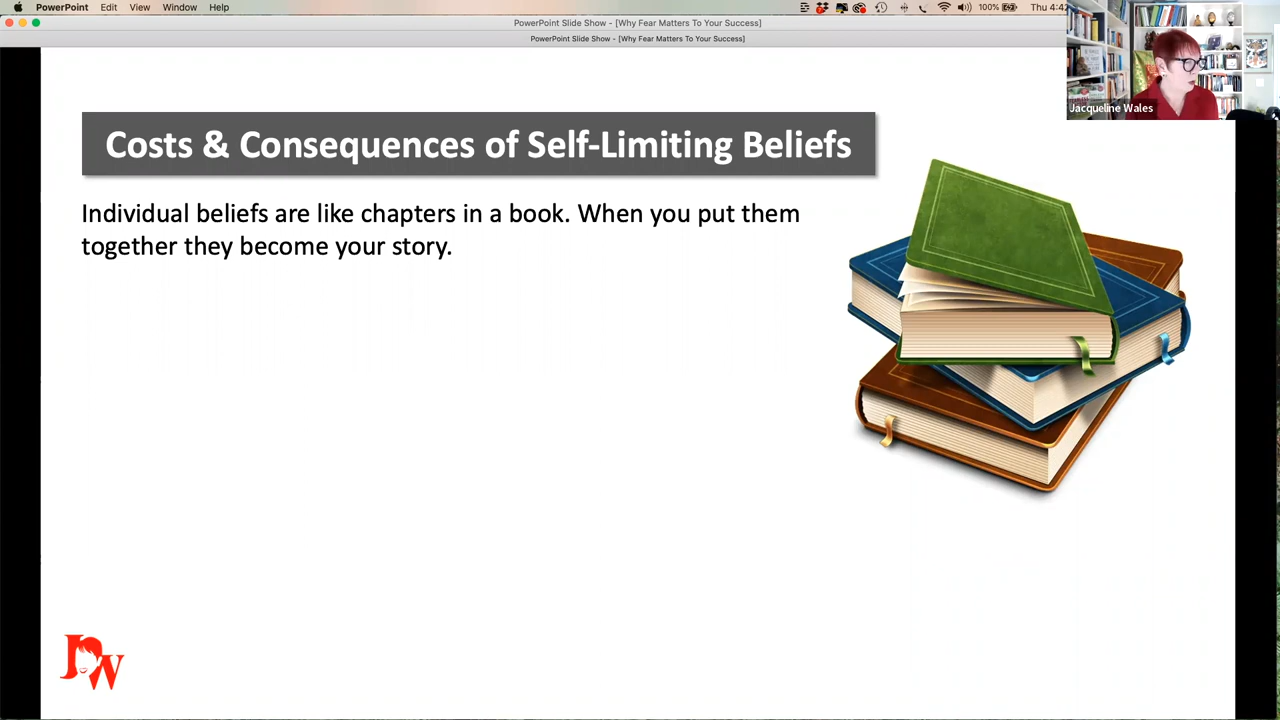 PowerPoint Edit View Window Help 100% Thu 4:42
PowerPoint Slide Show - [Why Fear Matters To Your Success]
PowerPoint Slide Show - [Why Fear Matters To Your Success]
Jacqueline Wales
Costs & Consequences of Self-Limiting Beliefs
Individual beliefs are like chapters in a book. When you put them
together they become your story.
JW